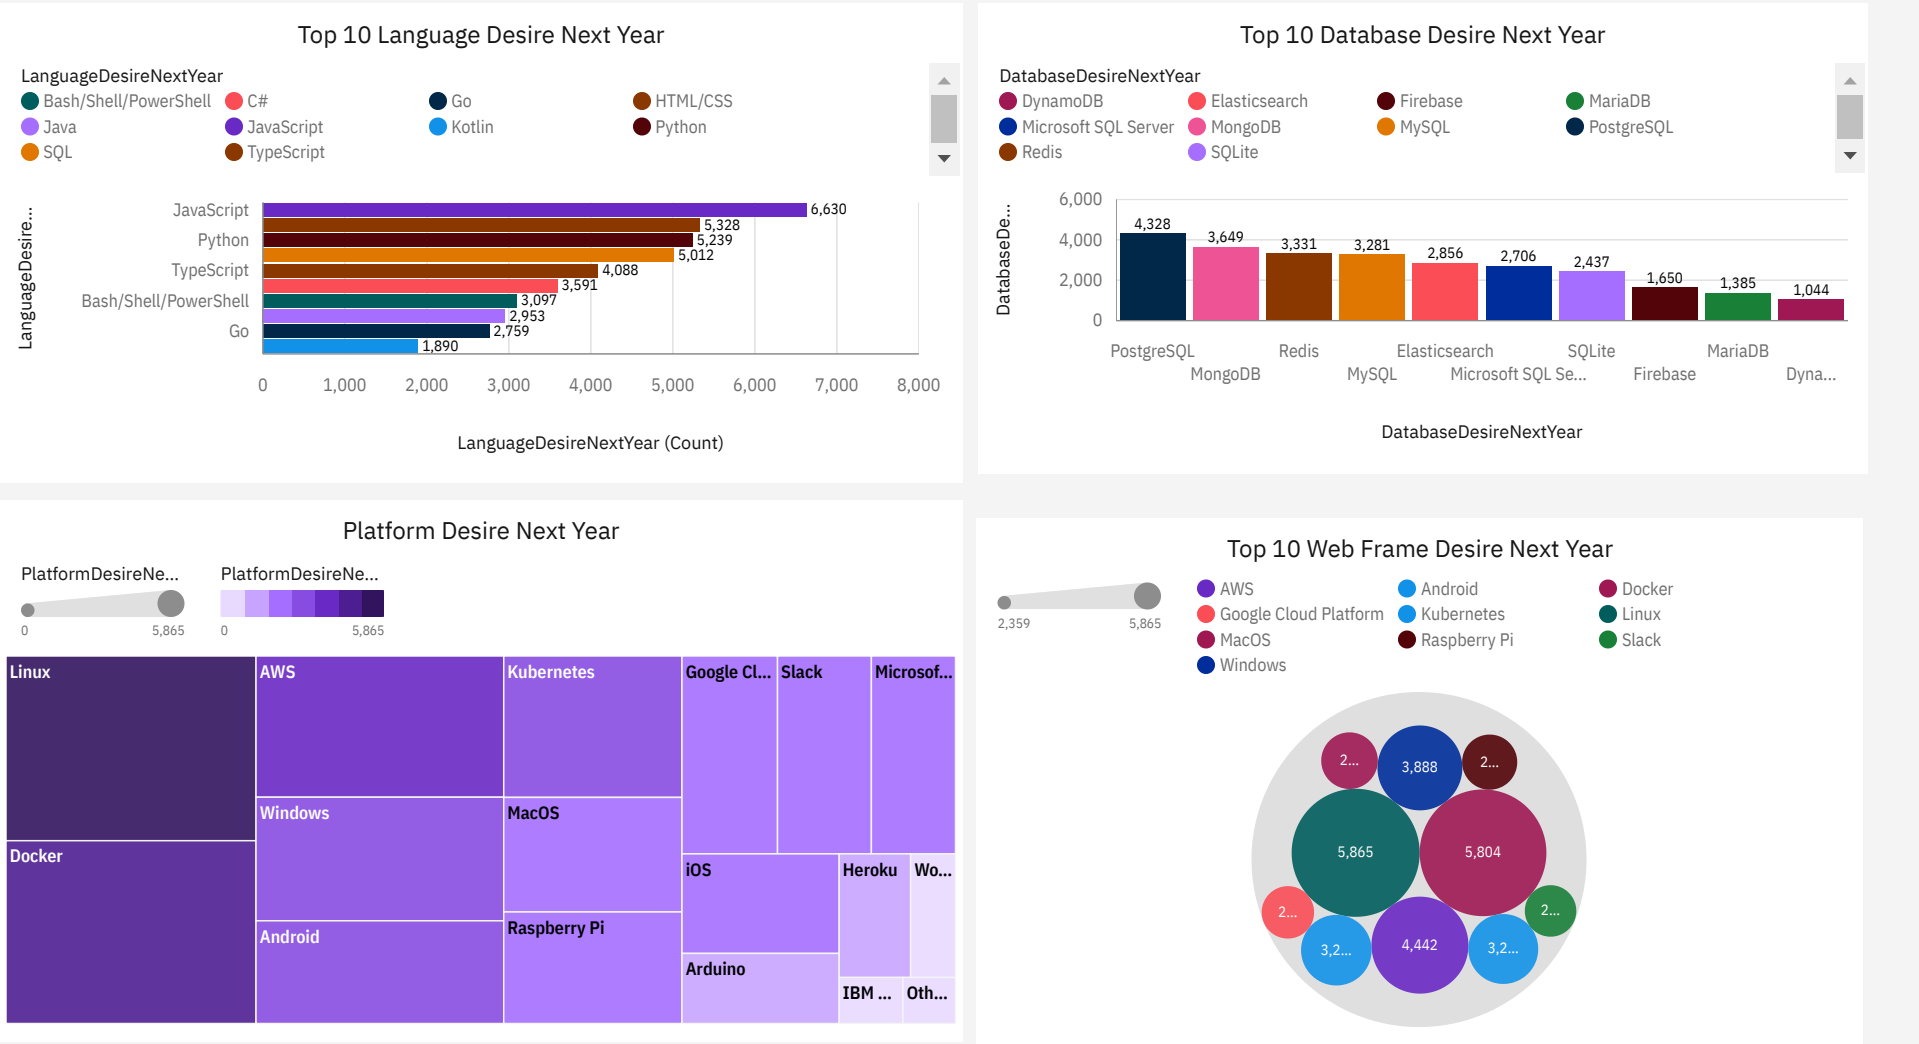 Top 10 Language Desire Next Year
LanguageDesireNextYear
Bash/Shell/PowerShell C# Go HTML/CSS
Java JavaScript Kotlin Python
SQL TypeScript
LanguageDesire...
JavaScript 6,630
5,328
Python 5,239
5,012
TypeScript 4,088
3,591
Bash/Shell/PowerShell 3,097
2,953
Go 2,759
1,890
0 1,000 2,000 3,000 4,000 5,000 6,000 7,000 8,000
LanguageDesireNextYear (Count)
Top 10 Database Desire Next Year
DatabaseDesireNextYear
DynamoDB Elasticsearch Firebase MariaDB
Microsoft SQL Server MongoDB MySQL PostgreSQL
Redis SQLite
DatabaseDe...
6,000
4,000
2,000
0
4,328 3,649 3,331 3,281 2,856 2,706 2,437 1,650 1,385 1,044
PostgreSQL Redis Elasticsearch SQLite MariaDB
MongoDB MySQL Microsoft SQL Se... Firebase Dyna...
DatabaseDesireNextYear
Platform Desire Next Year
PlatformDesireNe... PlatformDesireNe...
0 5,865 0 5,865
Linux AWS Kubernetes Google Cl... Slack Microsof...
Windows MacOS
Docker iOS Heroku Wo...
Android Raspberry Pi
Arduino IBM ... Oth...
Top 10 Web Frame Desire Next Year
2,359 5,865
AWS Android Docker
Google Cloud Platform Kubernetes Linux
MacOS Raspberry Pi Slack
Windows
2... 3,888 2...
5,865 5,804
2... 2...
3,2... 4,442 3,2...